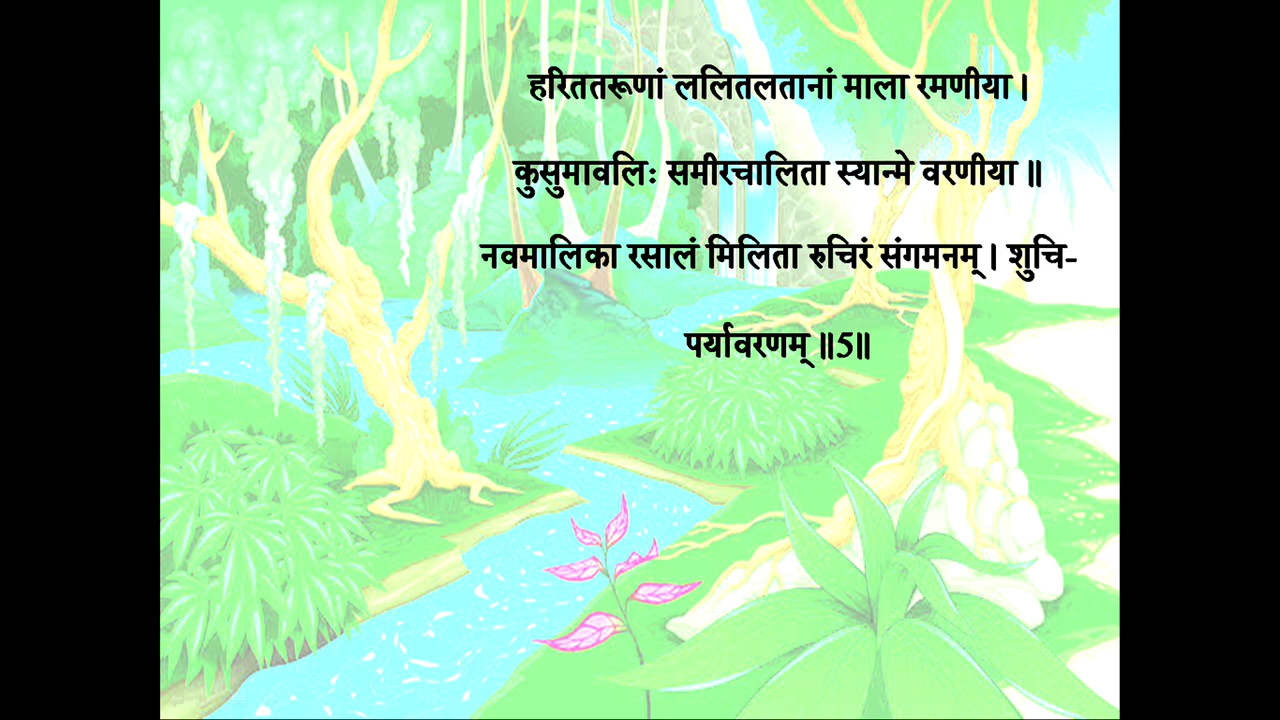 हरिततरूणां ललितलतानां माला रमणीया ।
कुसुमावलिः समीरचालिता स्यान्मे वरणीया ॥
नवमालिका रसालं मिलिता रुचिरं संगमनम् । शुचि-
पर्यावरणम् ॥5॥